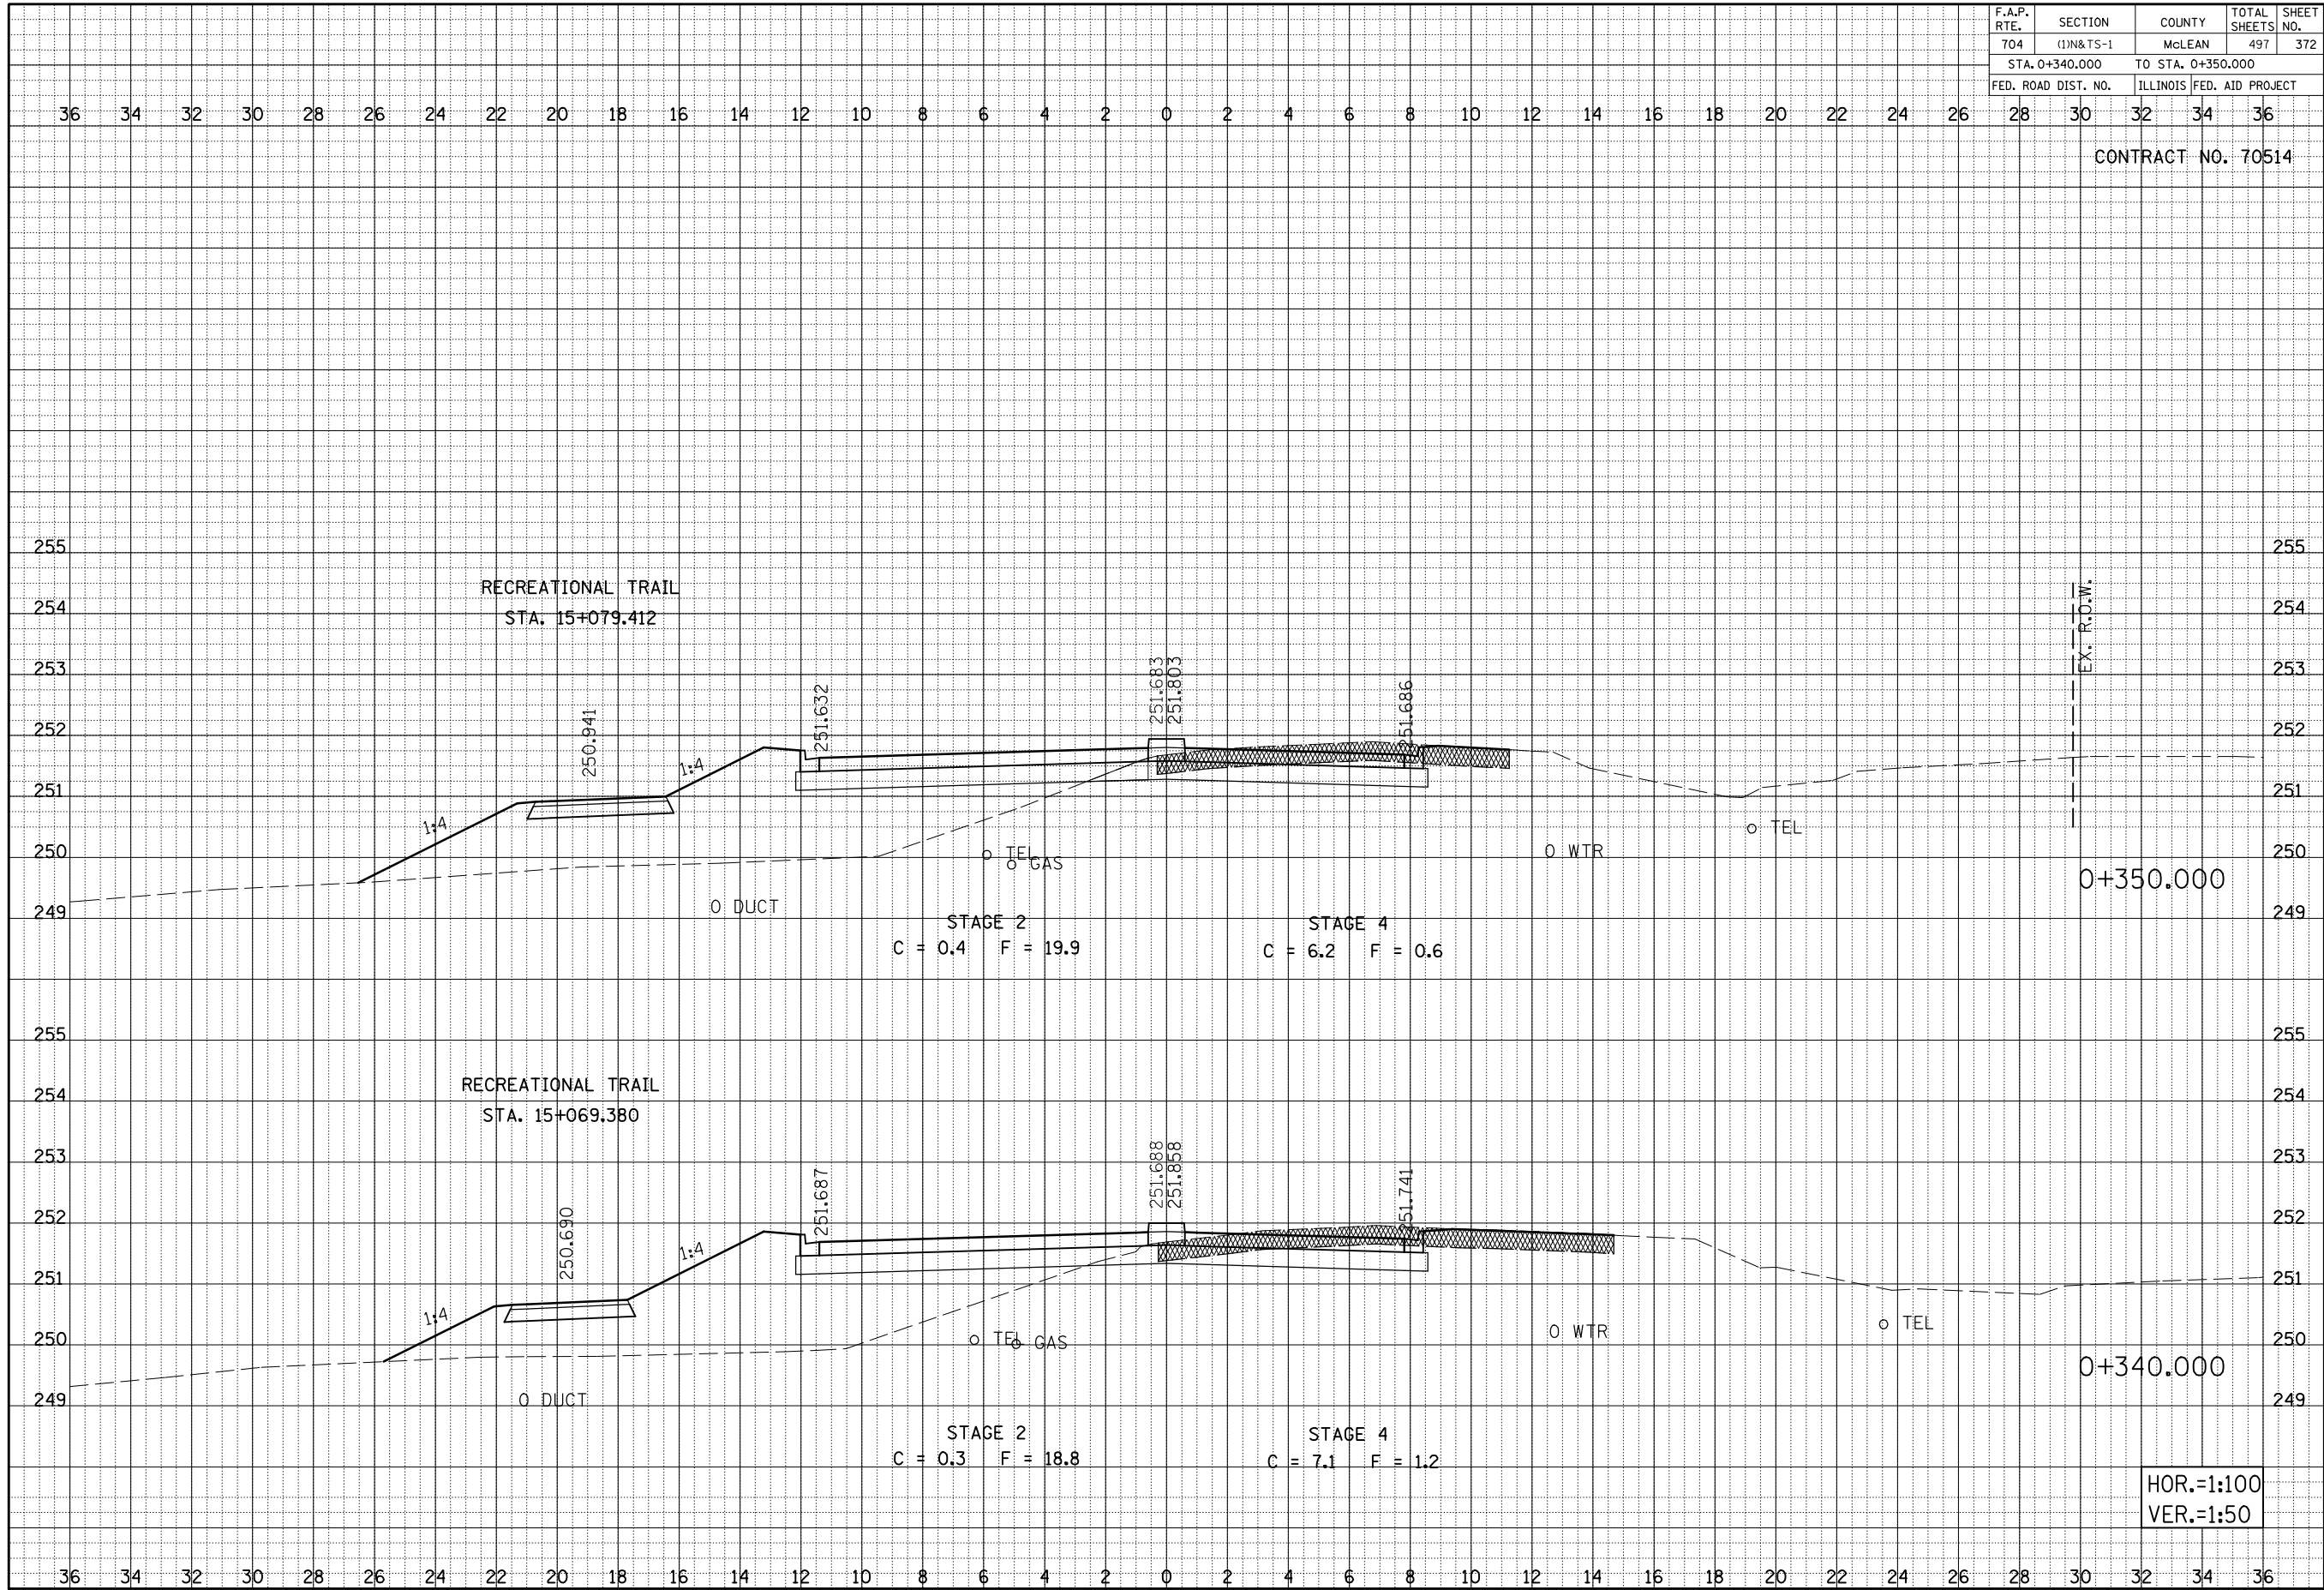 F.A.P. RTE. SECTION COUNTY TOTAL SHEETS SHEET NO.
704 (1)N&TS-1 McLEAN 497 372
STA. 0+340.000 TO STA. 0+350.000
FED. ROAD DIST. NO. ILLINOIS FED. AID PROJECT
36 34 32 30 28 26 24 22 20 18 16 14 12 10 8 6 4 2 0 2 4 6 8 10 12 14 16 18 20 22 24 26 28 30 32 34 36
CONTRACT NO. 70514
255 255
RECREATIONAL TRAIL
254 254
STA. 15+079.412
EX. R.O.W.
253 253
251.683
251.803
251.632
251.686
250.941
252 252
1:4
251 251
1:4
TEL
250 TEL WTR 250
GAS
0+350.000
DUCT
249 249
STAGE 2 STAGE 4
C = 0.4 F = 19.9 C = 6.2 F = 0.6
255 255
RECREATIONAL TRAIL
254 254
STA. 15+069.380
253 253
251.688
251.858
251.687
251.741
250.690
252 252
1:4
251 251
1:4
TEL
WTR
250 TEL GAS 250
0+340.000
249 DUCT 249
STAGE 2 STAGE 4
C = 0.3 F = 18.8 C = 7.1 F = 1.2
HOR.=1:100
VER.=1:50
36 34 32 30 28 26 24 22 20 18 16 14 12 10 8 6 4 2 0 2 4 6 8 10 12 14 16 18 20 22 24 26 28 30 32 34 36